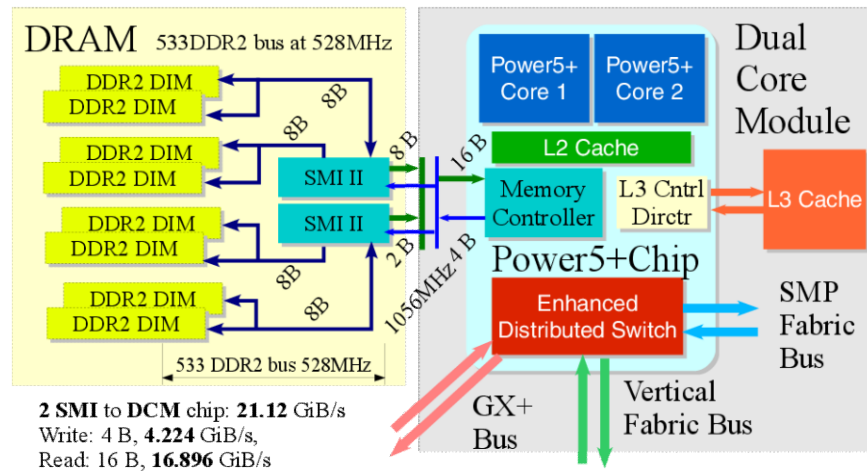 DRAM
533DDR2 bus at 528MHz
DDR2 DIM
DDR2 DIM
8B
8B
DDR2 DIM
DDR2 DIM
8B
DDR2 DIM
DDR2 DIM
8B
DDR2 DIM
DDR2 DIM
8B
SMI II
SMI II
8 B
2 B
16 B
1056MHz 4 B
533 DDR2 bus 528MHz
2 SMI to DCM chip: 21.12 GiB/s
Write: 4 B, 4.224 GiB/s,
Read: 16 B, 16.896 GiB/s
Dual
Core
Module
Power5+
Core 1
Power5+
Core 2
L2 Cache
Memory
Controller
L3 Cntrl
Dirctr
L3 Cache
Power5+Chip
Enhanced
Distributed Switch
SMP
Fabric
Bus
GX+
Bus
Vertical
Fabric Bus